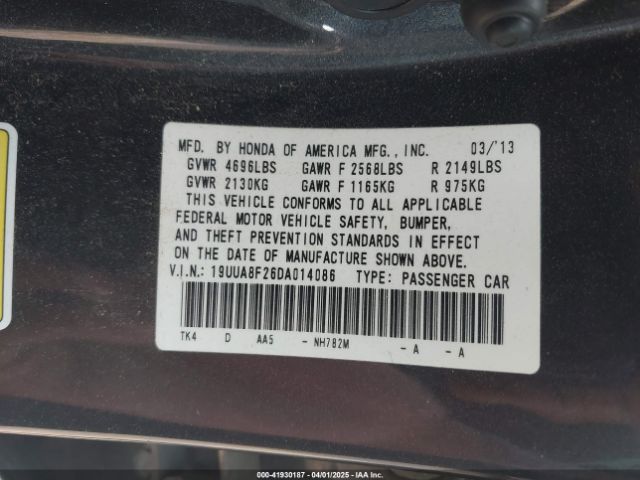 MFD. BY HONDA OF AMERICA MFG., INC. 03/'13
GVWR 4696LBS GAWR F 2568LBS R 2149LBS
GVWR 2130KG GAWR F 1165KG R 975KG
THIS VEHICLE CONFORMS TO ALL APPLICABLE
FEDERAL MOTOR VEHICLE SAFETY, BUMPER,
AND THEFT PREVENTION STANDARDS IN EFFECT
ON THE DATE OF MANUFACTURE SHOWN ABOVE.
V.I.N.: 19UUA8F26DA014086 TYPE: PASSENGER CAR
TK4 D AA5 - NH782M - A - A
000-41930187 - 04/01/2025 - IAA Inc.